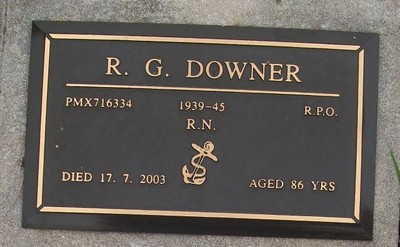 R. G. DOWNER
PMX716334 1939-45 R.P.O.
R.N.
DIED 17. 7. 2003 AGED 86 YRS